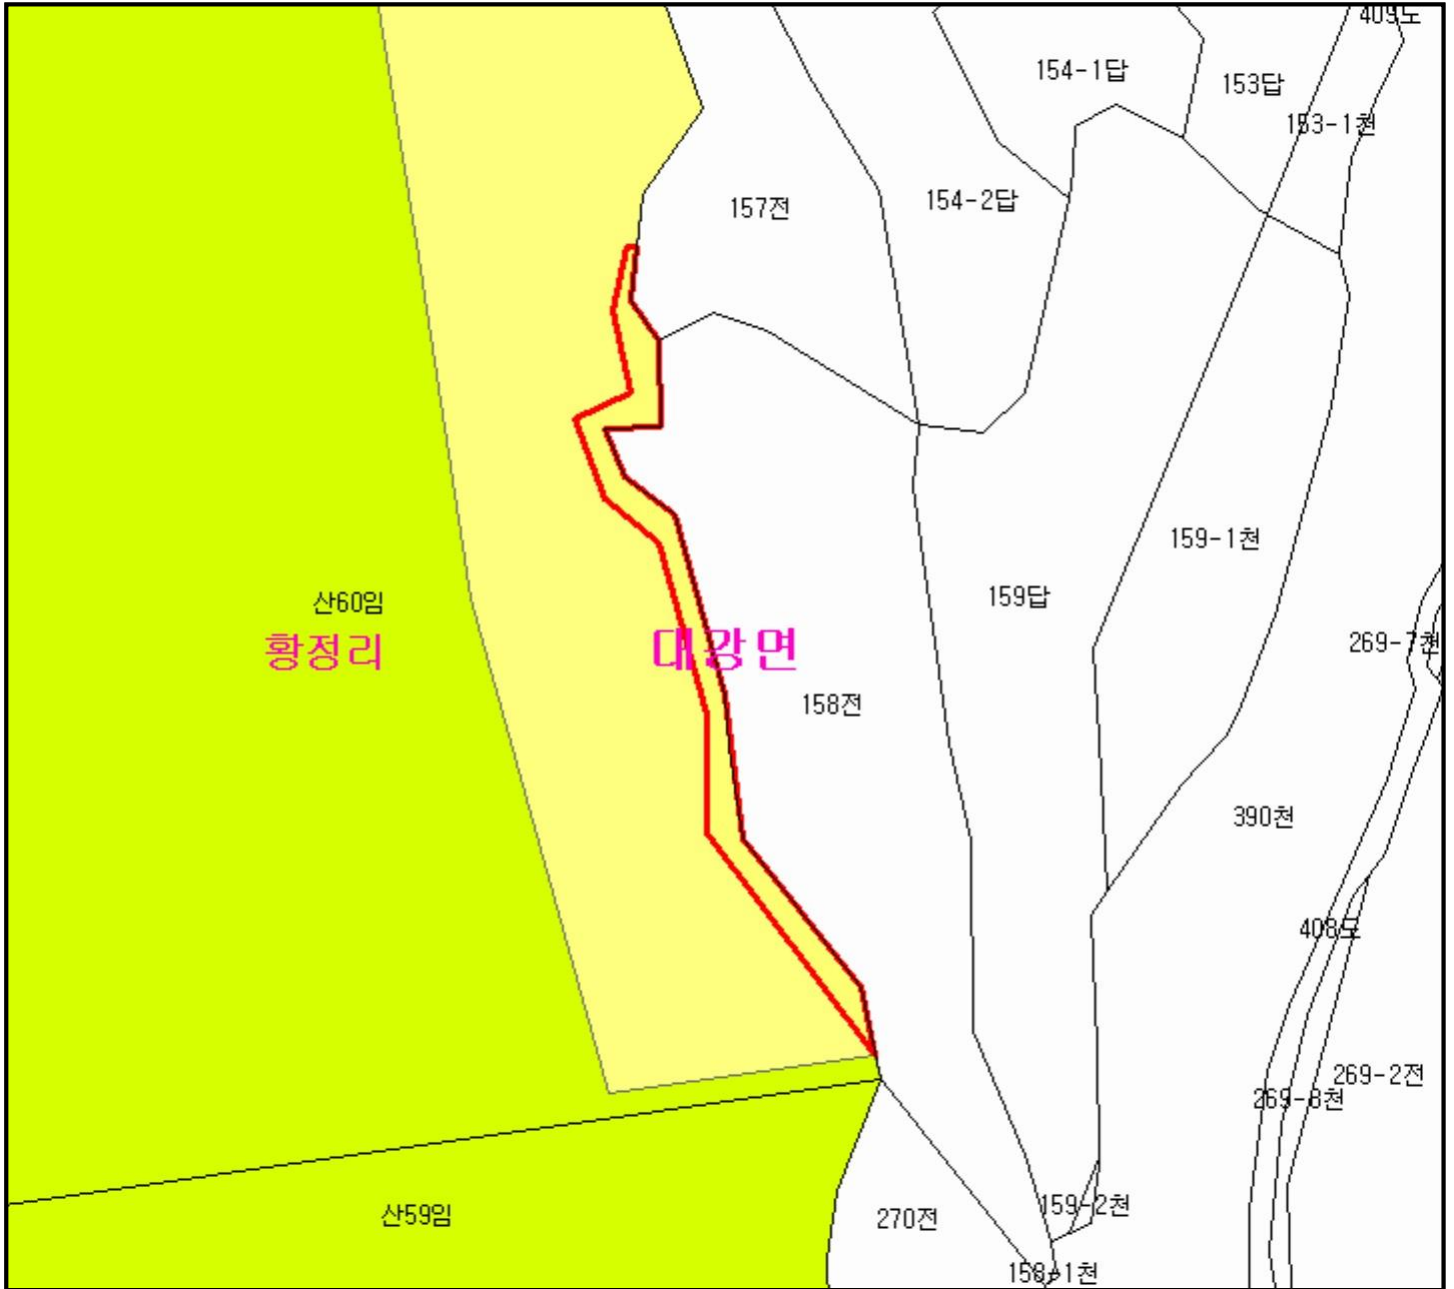 409도
154-1답
153답
153-1천
157전
154-2답
159-1천
산60임
159답
황정리
대강면
269-7천
158전
390천
408도
269-2전
269-8천
산59임
270전
159-2천
158-1천